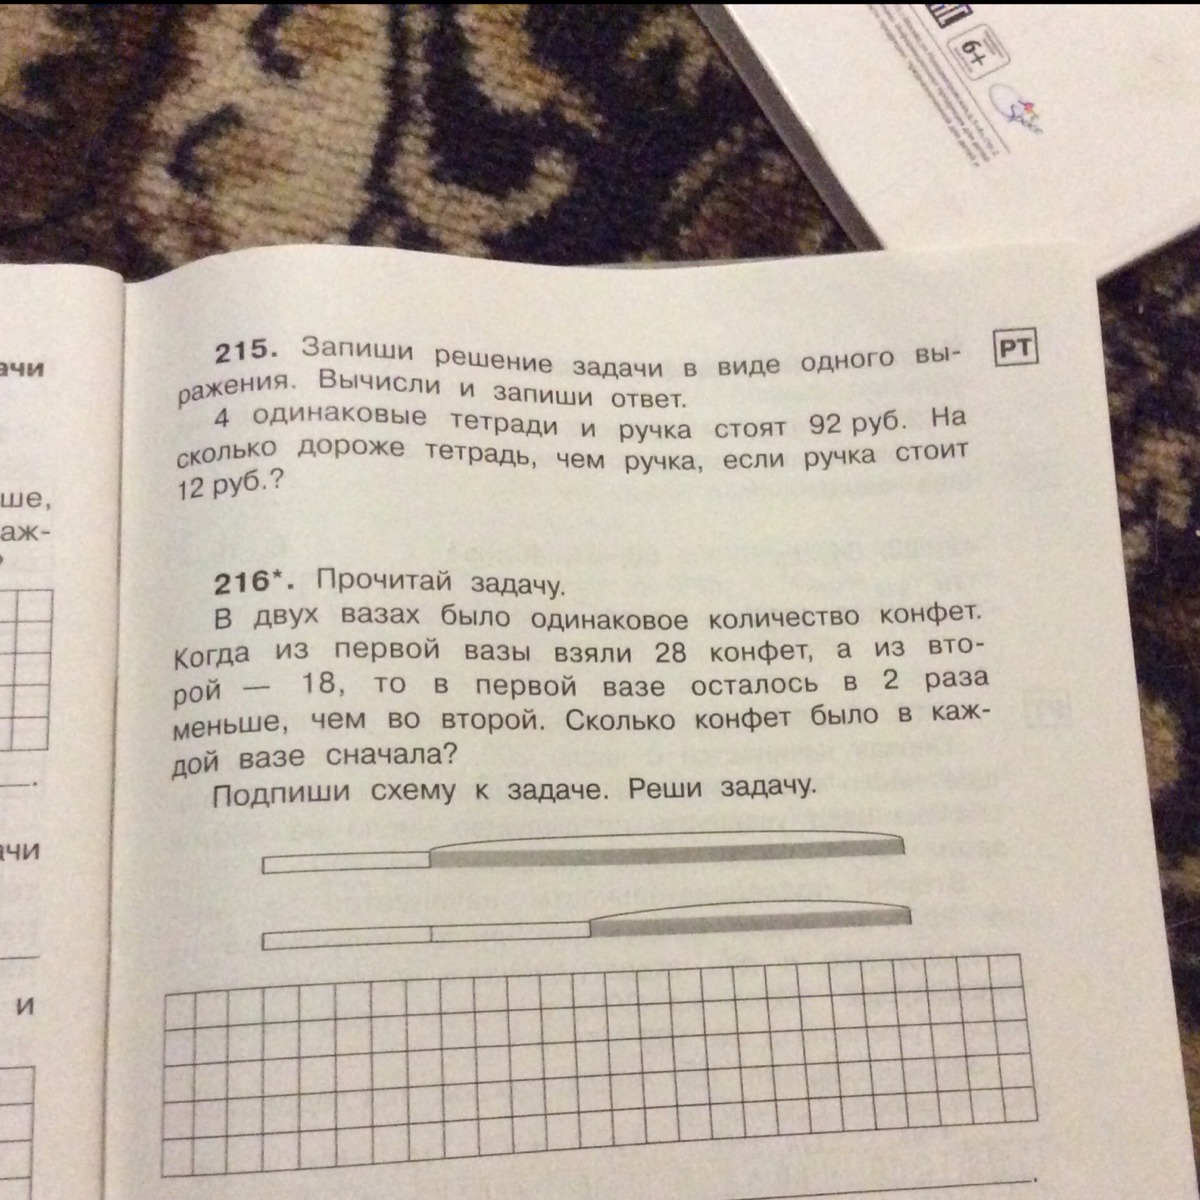 6+
Space
ачи
ше,
аж-
?
ачи
и
215. Запиши решение задачи в виде одного вы-
ражения. Вычисли и запиши ответ.
РТ
4 одинаковые тетради и ручка стоят 92 руб. На
сколько дороже тетрадь, чем ручка, если ручка стоит
12 руб.?
216*. Прочитай задачу.
В двух вазах было одинаковое количество конфет.
Когда из первой вазы взяли 28 конфет, а из вто-
рой — 18, то в первой вазе осталось в 2 раза
меньше, чем во второй. Сколько конфет было в каж-
дой вазе сначала?
Подпиши схему к задаче. Реши задачу.